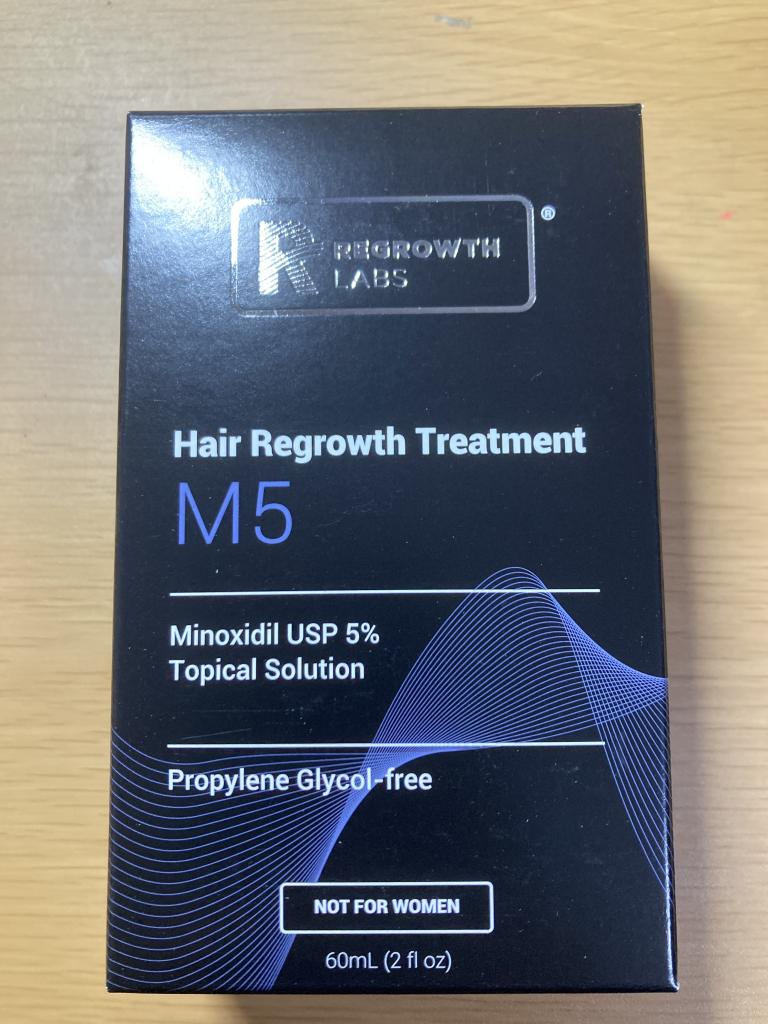 R REGROWTH
LABS
®
Hair Regrowth Treatment
M5
Minoxidil USP 5%
Topical Solution
Propylene Glycol-free
NOT FOR WOMEN
60mL (2 fl oz)